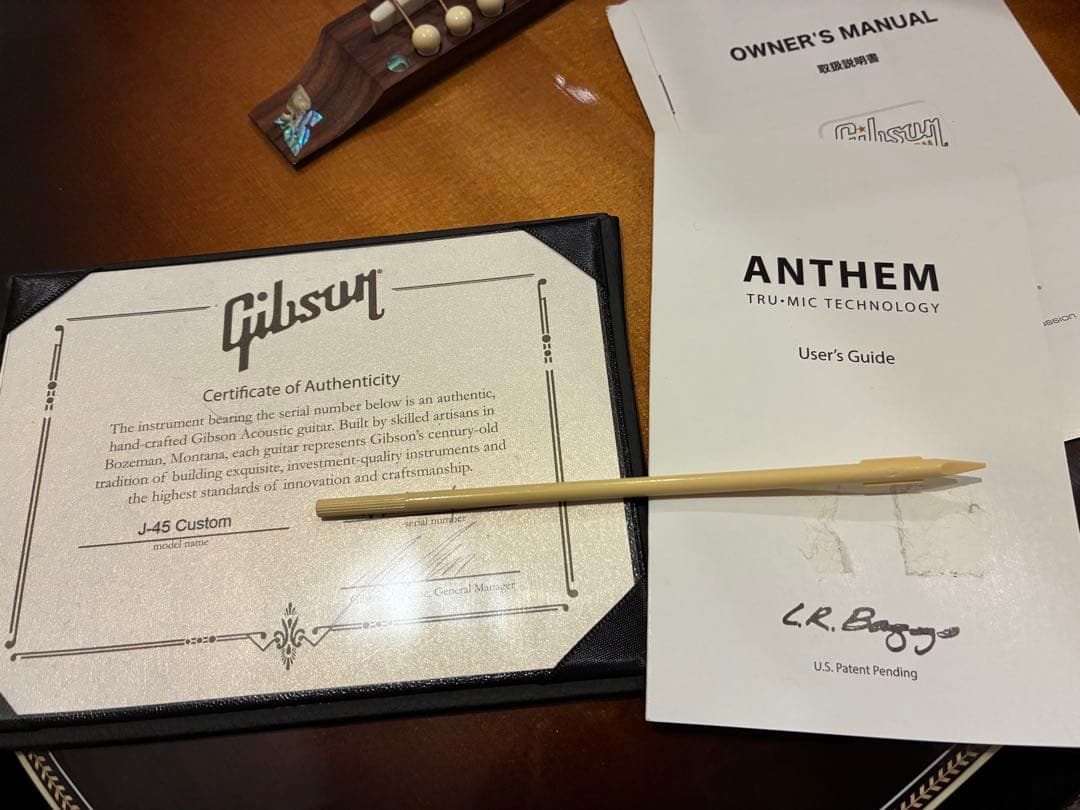 Gibson
Certificate of Authenticity
The instrument bearing the serial number below is an authentic,
hand-crafted Gibson Acoustic guitar. Built by skilled artisans in
Bozeman, Montana, each guitar represents Gibson's century-old
tradition of building exquisite, investment-quality instruments and
the highest standards of innovation and craftsmanship.
J-45 Custom
model name
serial number
General Manager
OWNER'S MANUAL
取扱説明書
Gibson
ANTHEM
TRU•MIC TECHNOLOGY
User's Guide
L.R. Baggs
U.S. Patent Pending